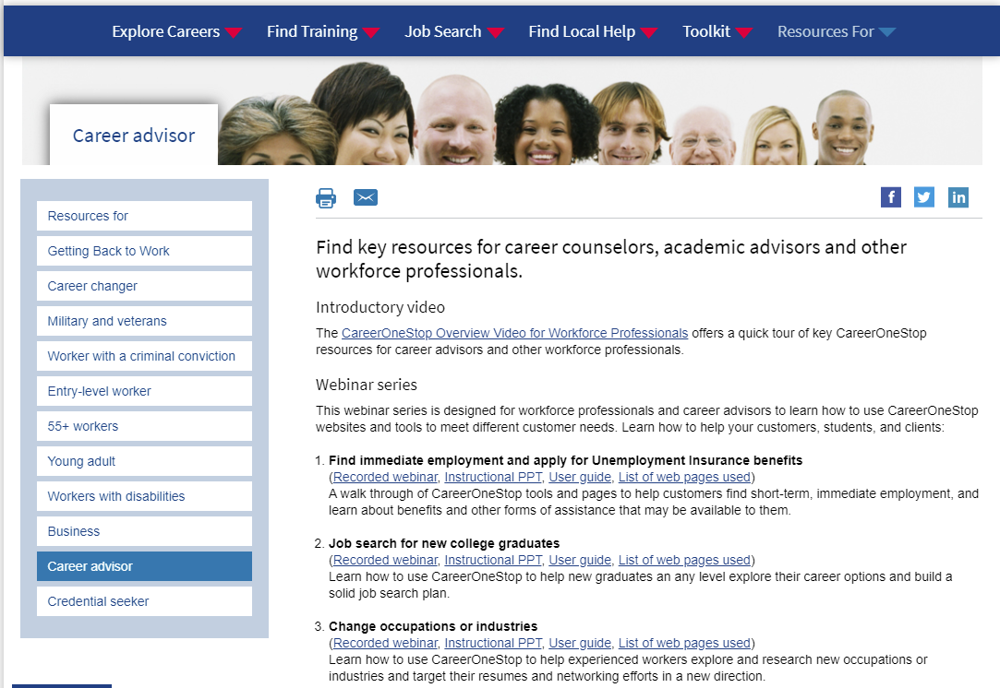 Explore Careers Find Training Job Search Find Local Help Toolkit Resources For
Career advisor
Resources for
Getting Back to Work
Career changer
Military and veterans
Worker with a criminal conviction
Entry-level worker
55+ workers
Young adult
Workers with disabilities
Business
Career advisor
Credential seeker
f in
Find key resources for career counselors, academic advisors and other
workforce professionals.
Introductory video
The CareerOneStop Overview Video for Workforce Professionals offers a quick tour of key CareerOneStop
resources for career advisors and other workforce professionals.
Webinar series
This webinar series is designed for workforce professionals and career advisors to learn how to use CareerOneStop
websites and tools to meet different customer needs. Learn how to help your customers, students, and clients:
1. Find immediate employment and apply for Unemployment Insurance benefits
(Recorded webinar, Instructional PPT, User guide, List of web pages used)
A walk through of CareerOneStop tools and pages to help customers find short-term, immediate employment, and
learn about benefits and other forms of assistance that may be available to them.
2. Job search for new college graduates
(Recorded webinar, Instructional PPT, User guide, List of web pages used)
Learn how to use CareerOneStop to help new graduates an any level explore their career options and build a
solid job search plan.
3. Change occupations or industries
(Recorded webinar, Instructional PPT, User guide, List of web pages used)
Learn how to use CareerOneStop to help experienced workers explore and research new occupations or
industries and target their resumes and networking efforts in a new direction.